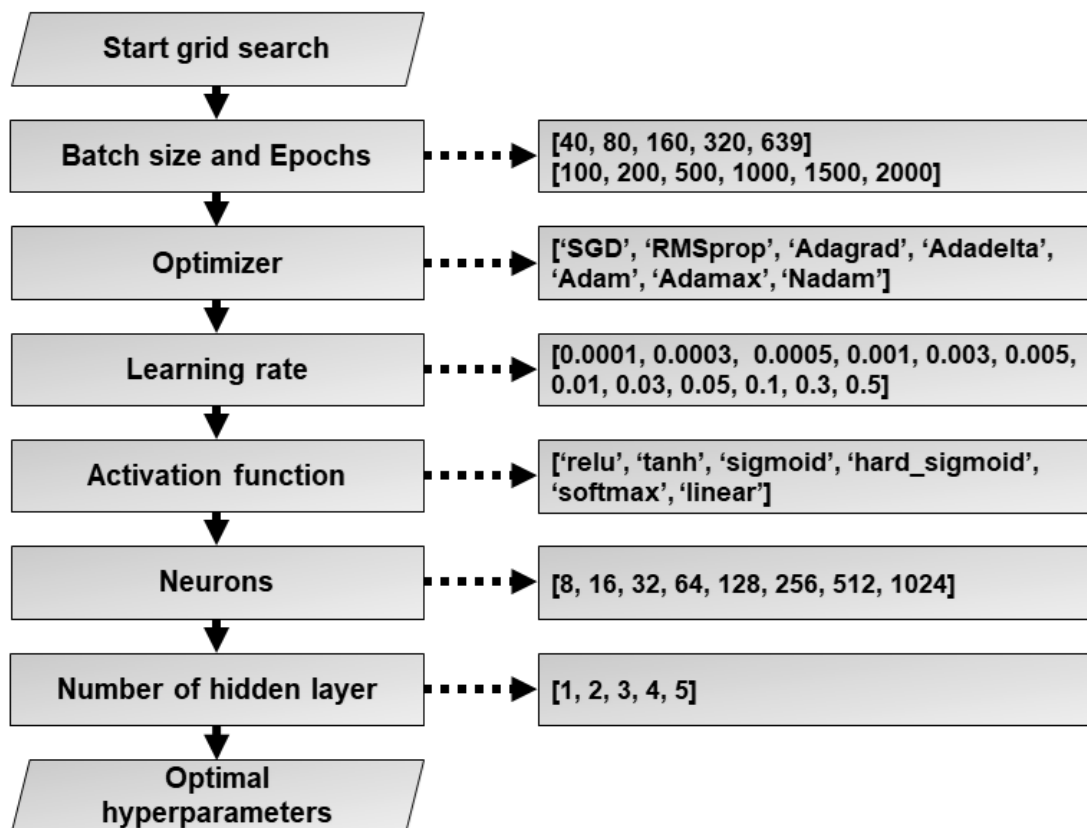 Start grid search
Batch size and Epochs
[40, 80, 160, 320, 639]
[100, 200, 500, 1000, 1500, 2000]
Optimizer
[‘SGD’, ‘RMSprop’, ‘Adagrad’, ‘Adadelta’,
‘Adam’, ‘Adamax’, ‘Nadam’]
Learning rate
[0.0001, 0.0003, 0.0005, 0.001, 0.003, 0.005,
0.01, 0.03, 0.05, 0.1, 0.3, 0.5]
Activation function
[‘relu’, ‘tanh’, ‘sigmoid’, ‘hard_sigmoid’,
‘softmax’, ‘linear’]
Neurons
[8, 16, 32, 64, 128, 256, 512, 1024]
Number of hidden layer
[1, 2, 3, 4, 5]
Optimal
hyperparameters